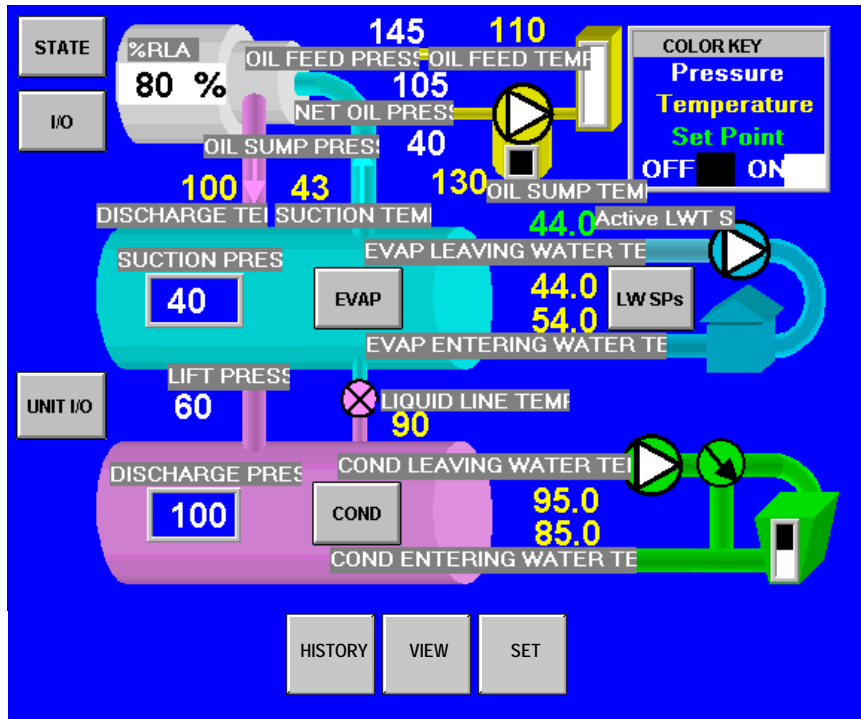 STATE
145
110
COLOR KEY
%RLA
OIL FEED PRESS
OIL FEED TEMP
Pressure
80 %
105
Temperature
I/O
NET OIL PRESS
Set Point
OIL SUMP PRESS
40
OFF
ON
100
43
130
OIL SUMP TEM
DISCHARGE TE
SUCTION TEM
44.0
Active LWT S
SUCTION PRES
EVAP LEAVING WATER TE
40
EVAP
44.0
LW SPs
54.0
EVAP ENTERING WATER TE
LIFT PRESS
UNIT I/O
60
LIQUID LINE TEMP
90
DISCHARGE PRES
COND LEAVING WATER TE
100
COND
95.0
85.0
COND ENTERING WATER TE
HISTORY
VIEW
SET